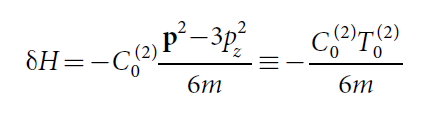 δH = −C₀⁽²⁾ (𝐩² − 3p_z²)/(6m) ≡ − (C₀⁽²⁾T₀⁽²⁾)/(6m)